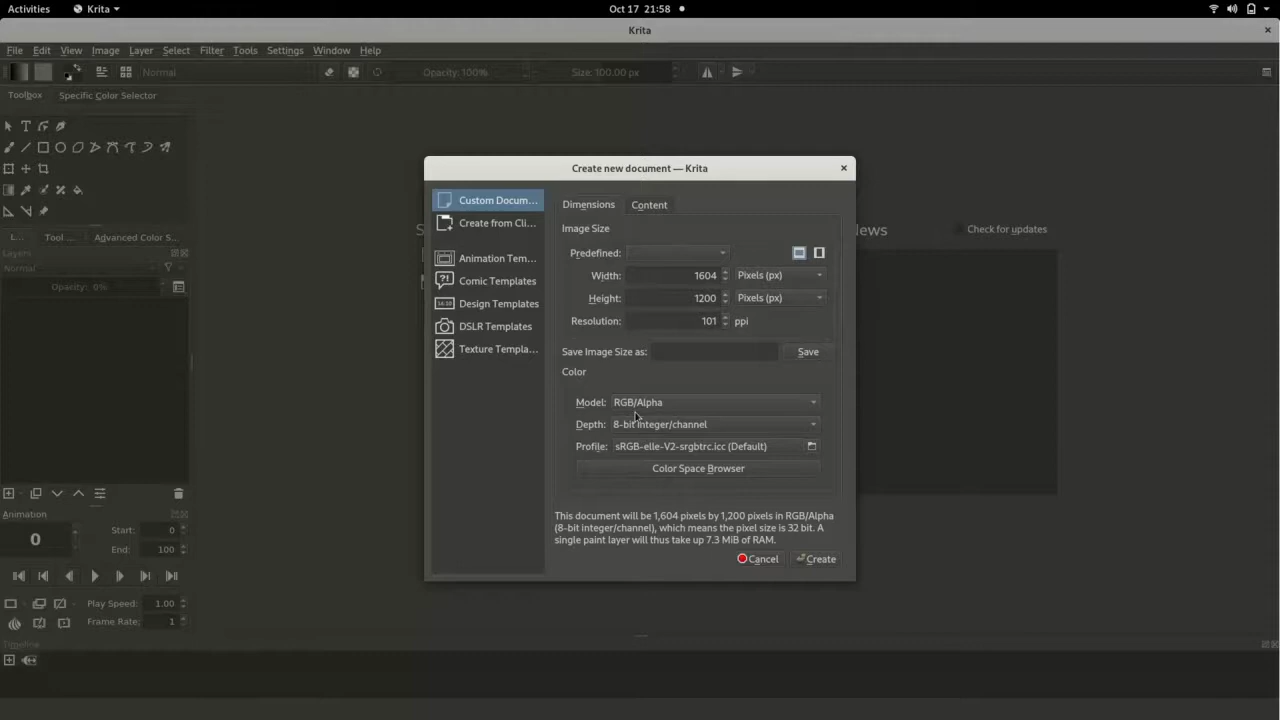 Activities Krita Oct 17 21:58
Krita
File Edit View Image Layer Select Filter Tools Settings Window Help
Normal Opacity: 100% Size: 100.00 px
Toolbox Specific Color Selector
Create new document — Krita
Custom Docum...
Create from Cli...
Animation Tem...
Comic Templates
Design Templates
DSLR Templates
Texture Templa...
Dimensions Content
Image Size
Predefined:
Width: 1604 Pixels (px)
Height: 1200 Pixels (px)
Resolution: 101 ppi
Save Image Size as: Save
Color
Model: RGB/Alpha
Depth: 8-bit integer/channel
Profile: sRGB-elle-V2-srgbtrc.icc (Default)
Color Space Browser
This document will be 1,604 pixels by 1,200 pixels in RGB/Alpha
(8-bit integer/channel), which means the pixel size is 32 bit. A
single paint layer will thus take up 7.3 MiB of RAM.
Cancel Create
News Check for updates
L... Tool ... Advanced Color S...
Layers
Normal
Opacity: 0%
Animation
0 Start: 0
End: 100
Play Speed: 1.00
Frame Rate: 1
Timeline